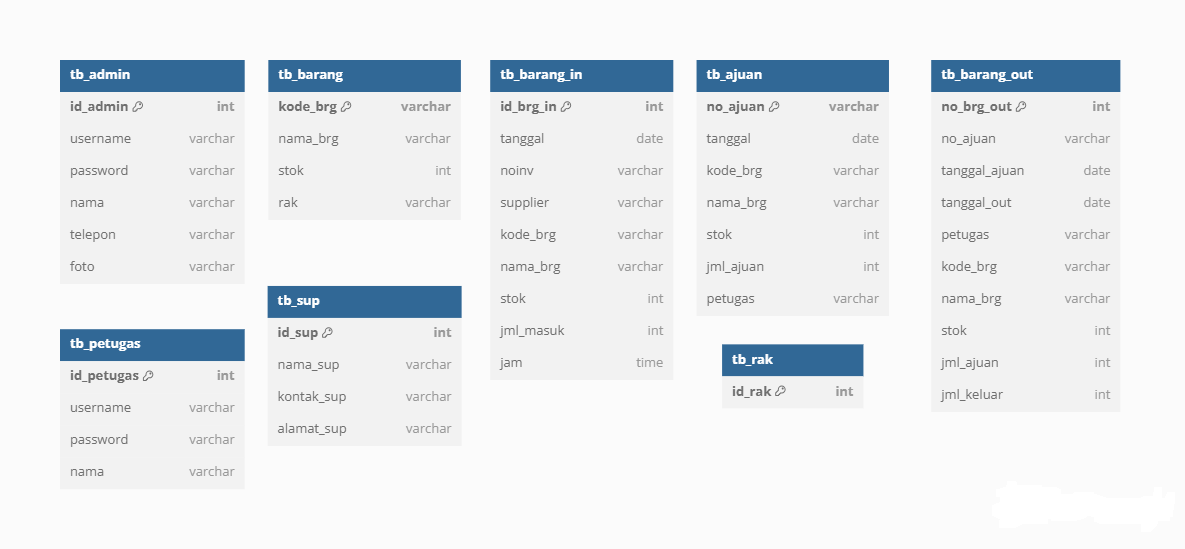 tb_admin
id_admin int
username varchar
password varchar
nama varchar
telepon varchar
foto varchar
tb_petugas
id_petugas int
username varchar
password varchar
nama varchar
tb_barang
kode_brg varchar
nama_brg varchar
stok int
rak varchar
tb_sup
id_sup int
nama_sup varchar
kontak_sup varchar
alamat_sup varchar
tb_barang_in
id_brg_in int
tanggal date
noinv varchar
supplier varchar
kode_brg varchar
nama_brg varchar
stok int
jml_masuk int
jam time
tb_ajuan
no_ajuan varchar
tanggal date
kode_brg varchar
nama_brg varchar
stok int
jml_ajuan int
petugas varchar
tb_rak
id_rak int
tb_barang_out
no_brg_out int
no_ajuan varchar
tanggal_ajuan date
tanggal_out date
petugas varchar
kode_brg varchar
nama_brg varchar
stok int
jml_ajuan int
jml_keluar int